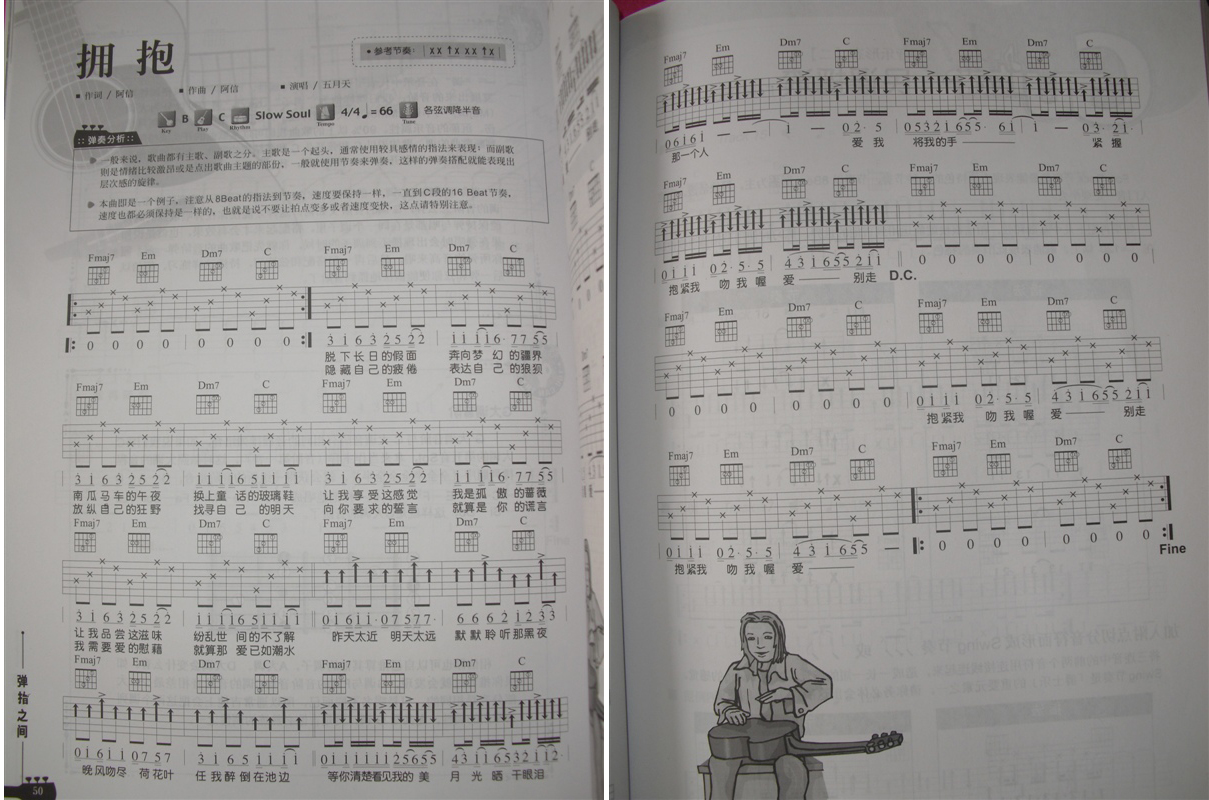 拥 抱
• 参考节奏:
■ 作词 / 阿信 ■ 作曲 / 阿信 ■ 演唱 / 五月天
Key B Play C Rhythm Slow Soul Tempo 4/4 ♩= 66 Tune 各弦调降半音
:: 弹奏分析 ::
一般来说，歌曲都有主歌、副歌之分。主歌是一个起头，通常使用较具感情的指法来表现；而副歌
则是情绪比较激昂或是点出歌曲主题的部份，一般就使用节奏来弹奏，这样的弹奏搭配就能表现出
层次感的旋律。
本曲即是一个例子，注意从8Beat的指法到节奏，速度要保持一样，一直到C段的16 Beat节奏，
速度也都必须保持是一样的，也就是说不要让拍点变多或者速度变快，这点请特别注意。
Fmaj7 Em Dm7 C Fmaj7 Em Dm7 C
0 0 0 0 0 0 0 0 3 1 6 3 2 5 2 2 1 1 1 1 6· 7 7 5 5
脱 下 长 日 的 假 面 奔 向 梦 幻 的 疆 界
隐 藏 自 己 的 疲 倦 表 达 自 己 的 狼 狈
Fmaj7 Em Dm7 C Fmaj7 Em Dm7 C
3 1 6 3 2 5 2 2 1 1 1 1 6 5 1 1 1 1 3 1 6 3 2 5 2 2 1 1 1 1 6· 7 7 5 5
南 瓜 马 车 的 午 夜 换 上 童 话 的 玻 璃 鞋 让 我 享 受 这 感 觉 我 是 孤 傲 的 蔷 薇
放 纵 自 己 的 狂 野 找 寻 自 己 的 明 天 向 你 要 求 的 誓 言 就 算 是 你 的 谎 言
Fmaj7 Em Dm7 C Fmaj7 Em Dm7 C
3 1 6 3 2 5 2 2 1 1 1 1 6 5 1 1 1 1 0 1 6 1 1· 0 7 5 7 7· 6 6 6 2 1 2 3 3
让 我 品 尝 这 滋 味 纷 乱 世 间 的 不 了 解 昨 天 太 近 明 天 太 远 默 默 聆 听 那 黑 夜
我 需 要 爱 的 慰 藉 就 算 那 爱 已 如 潮 水
Fmaj7 Em Dm7 C Fmaj7 Em Dm7 C
0 1 6 1 1 0 7 5 7 3 1 6 5 1 1 1 1 0 1 1 1 1 1 1 2 5 6 5 5
晚 风 吻 尽 荷 花 叶 任 我 醉 倒 在 池 边 等 你 清 楚 看 见 我 的 美 月 光 晒 干 眼 泪
弹指之间
50
Fmaj7 Em Dm7 C Fmaj7 Em Dm7 C
0 6 1 6 1 — — 1 — 0 2· 5 0 5 3 2 1 6 5 5· 6 1 1 — 0 3· 2 1
那 一 个 人 爱 我 将 我 的 手 ——— 紧 握
Fmaj7 Em Dm7 C Fmaj7 Em Dm7 C
0 1 1 1 0 2· 5· 5 4 3 1 6 5 5 2 1 1 0 0 0 0 0 0 0 0
抱 紧 我 吻 我 喔 爱 ——— 别 走 D.C.
Fmaj7 Em Dm7 C Fmaj7 Em Dm7 C
0 0 0 0 0 0 0 0 0 1 1 1 0 2· 5· 5 4 3 1 6 5 5 2 1 1
抱 紧 我 吻 我 喔 爱 ——— 别 走
Fmaj7 Em Dm7 C Fmaj7 Em Dm7 C
0 1 1 1 0 2· 5· 5 4 3 1 6 5 5 — 0 0 0 0 0 0 0 0
抱 紧 我 吻 我 喔 爱 ——— Fine